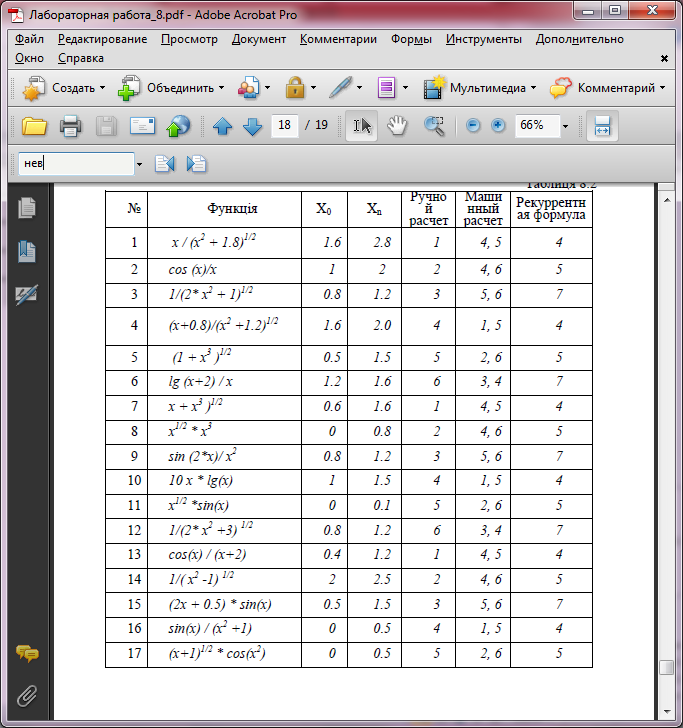 Лабораторная работа_8.pdf - Adobe Acrobat Pro
Файл Редактирование Просмотр Документ Комментарии Формы Инструменты Дополнительно
Окно Справка
Создать Объединить Мультимедиа Комментарий
18 / 19 66%
нев
Таблиця 8.2
№ Функція X0 Xn Ручной расчет Машинный расчет Рекуррентная формула
1 x / (x^2 + 1.8)^1/2 1.6 2.8 1 4, 5 4
2 cos (x)/x 1 2 2 4, 6 5
3 1/(2* x^2 + 1)^1/2 0.8 1.2 3 5, 6 7
4 (x+0.8)/(x^2 +1.2)^1/2 1.6 2.0 4 1, 5 4
5 (1 + x^3 )^1/2 0.5 1.5 5 2, 6 5
6 lg (x+2) / x 1.2 1.6 6 3, 4 7
7 x + x^3 )^1/2 0.6 1.6 1 4, 5 4
8 x^1/2 * x^3 0 0.8 2 4, 6 5
9 sin (2*x)/ x^2 0.8 1.2 3 5, 6 7
10 10 x * lg(x) 1 1.5 4 1, 5 4
11 x^1/2 *sin(x) 0 0.1 5 2, 6 5
12 1/(2* x^2 +3) ^1/2 0.8 1.2 6 3, 4 7
13 cos(x) / (x+2) 0.4 1.2 1 4, 5 4
14 1/( x^2 -1) ^1/2 2 2.5 2 4, 6 5
15 (2x + 0.5) * sin(x) 0.5 1.5 3 5, 6 7
16 sin(x) / (x^2 +1) 0 0.5 4 1, 5 4
17 (x+1)^1/2 * cos(x^2) 0 0.5 5 2, 6 5